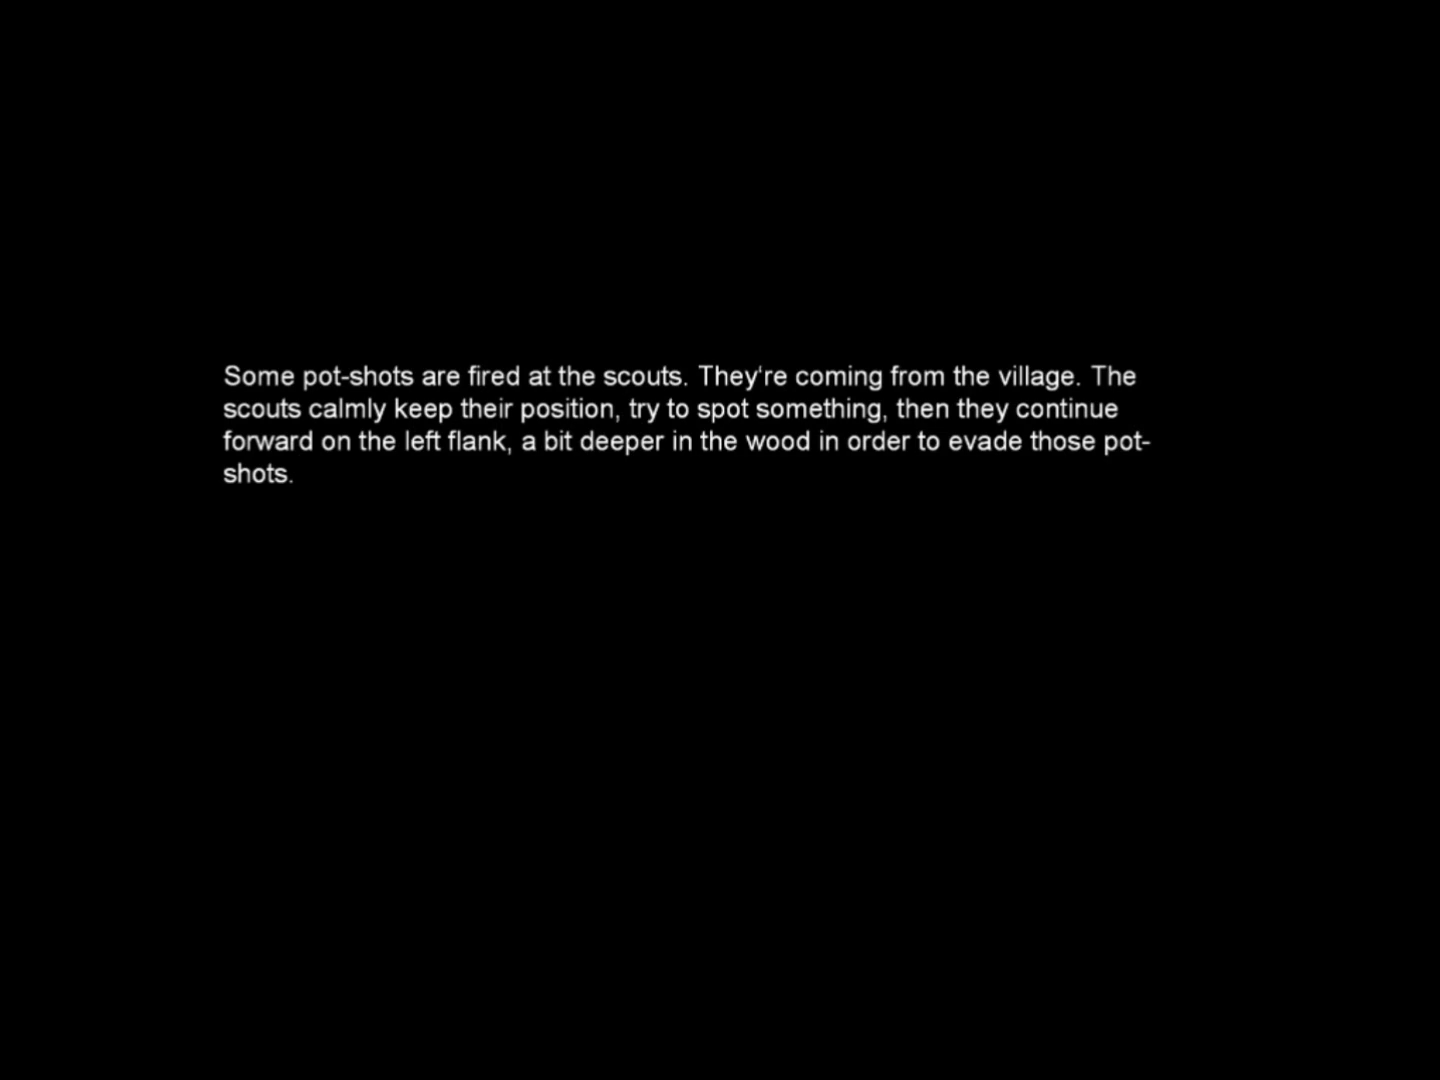 Some pot-shots are fired at the scouts. They're coming from the village. The
scouts calmly keep their position, try to spot something, then they continue
forward on the left flank, a bit deeper in the wood in order to evade those pot-
shots.